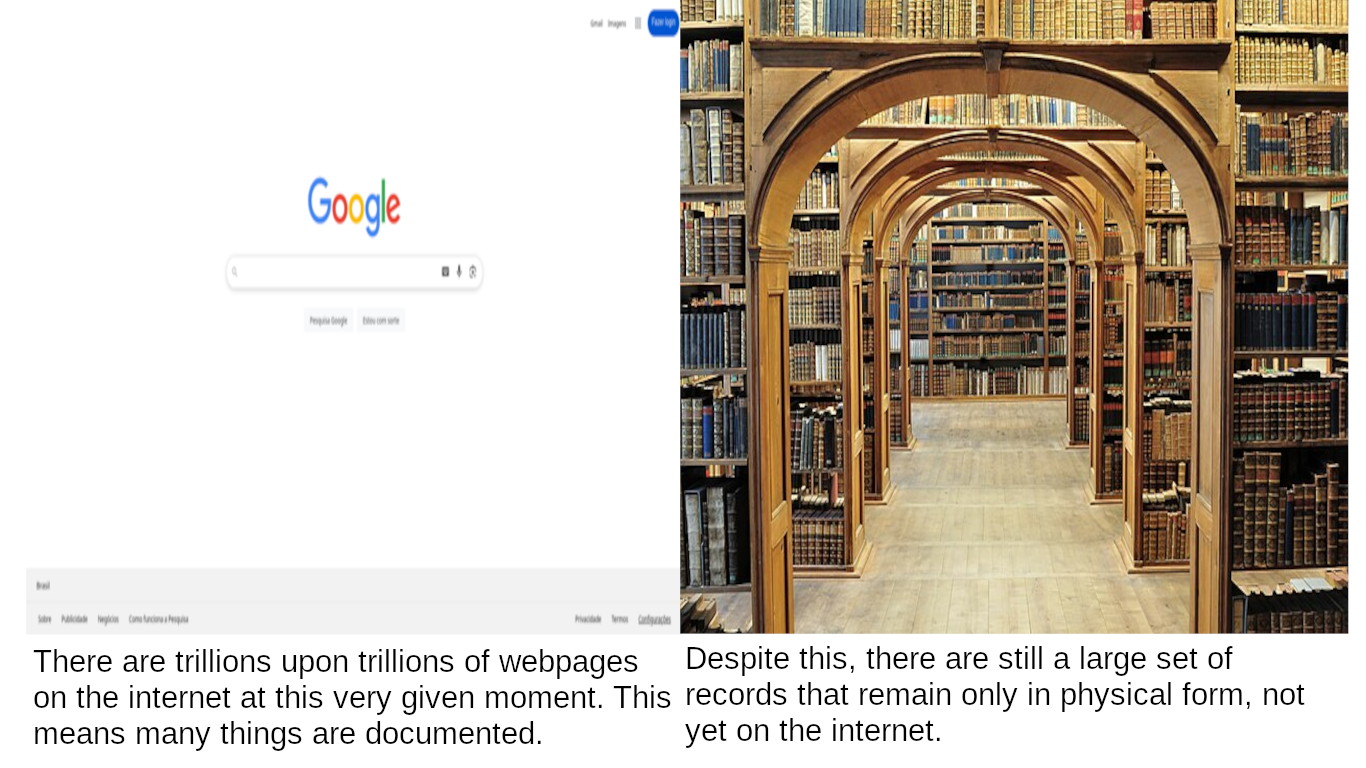 Gmail Imagens Fazer login
Google
Pesquisa Google Estou com sorte
Brasil
Sobre Publicidade Negócios Como funciona a Pesquisa Privacidade Termos Configurações
There are trillions upon trillions of webpages
on the internet at this very given moment. This
means many things are documented.
Despite this, there are still a large set of
records that remain only in physical form, not
yet on the internet.